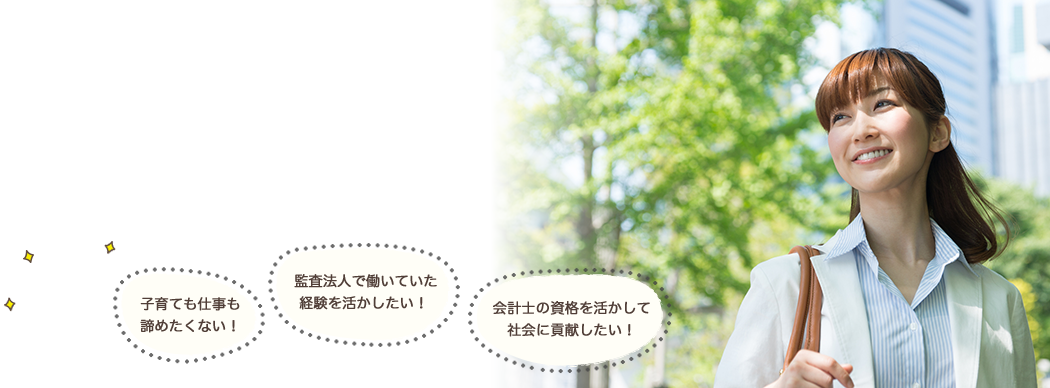 子育ても仕事も
諦めたくない！
監査法人で働いていた
経験を活かしたい！
会計士の資格を活かして
社会に貢献したい！